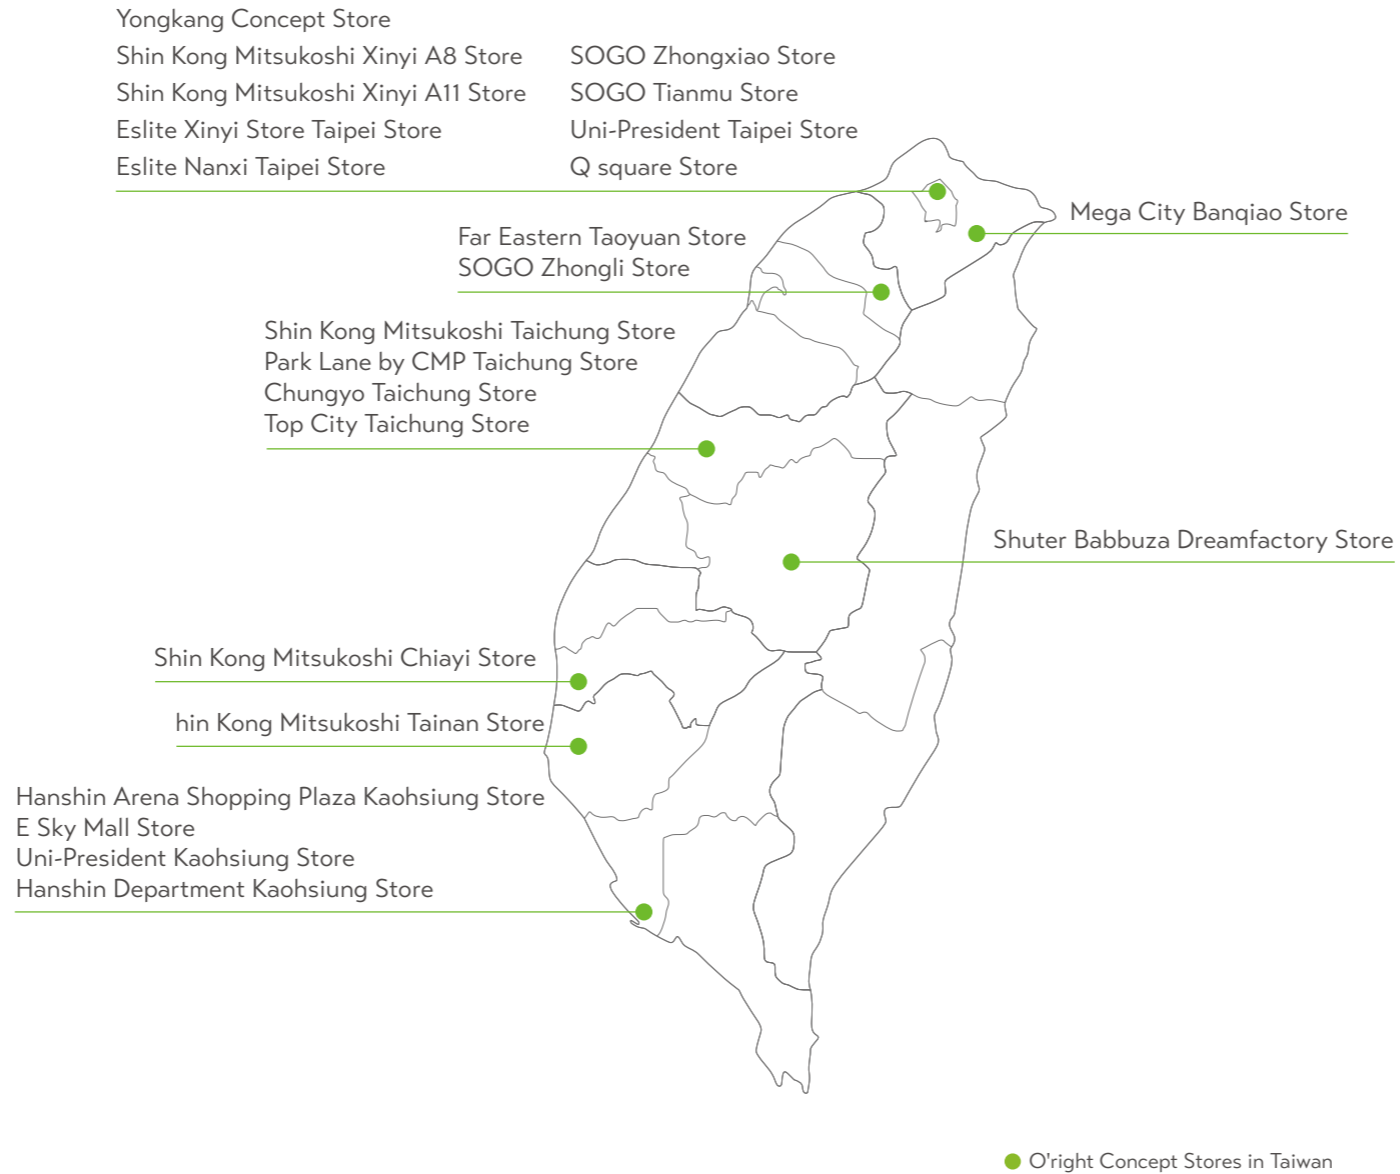 Yongkang Concept Store
Shin Kong Mitsukoshi Xinyi A8 Store
Shin Kong Mitsukoshi Xinyi A11 Store
Eslite Xinyi Store Taipei Store
Eslite Nanxi Taipei Store
SOGO Zhongxiao Store
SOGO Tianmu Store
Uni-President Taipei Store
Q square Store
Mega City Banqiao Store
Far Eastern Taoyuan Store
SOGO Zhongli Store
Shin Kong Mitsukoshi Taichung Store
Park Lane by CMP Taichung Store
Chungyo Taichung Store
Top City Taichung Store
Shuter Babbuza Dreamfactory Store
Shin Kong Mitsukoshi Chiayi Store
hin Kong Mitsukoshi Tainan Store
Hanshin Arena Shopping Plaza Kaohsiung Store
E Sky Mall Store
Uni-President Kaohsiung Store
Hanshin Department Kaohsiung Store
O'right Concept Stores in Taiwan